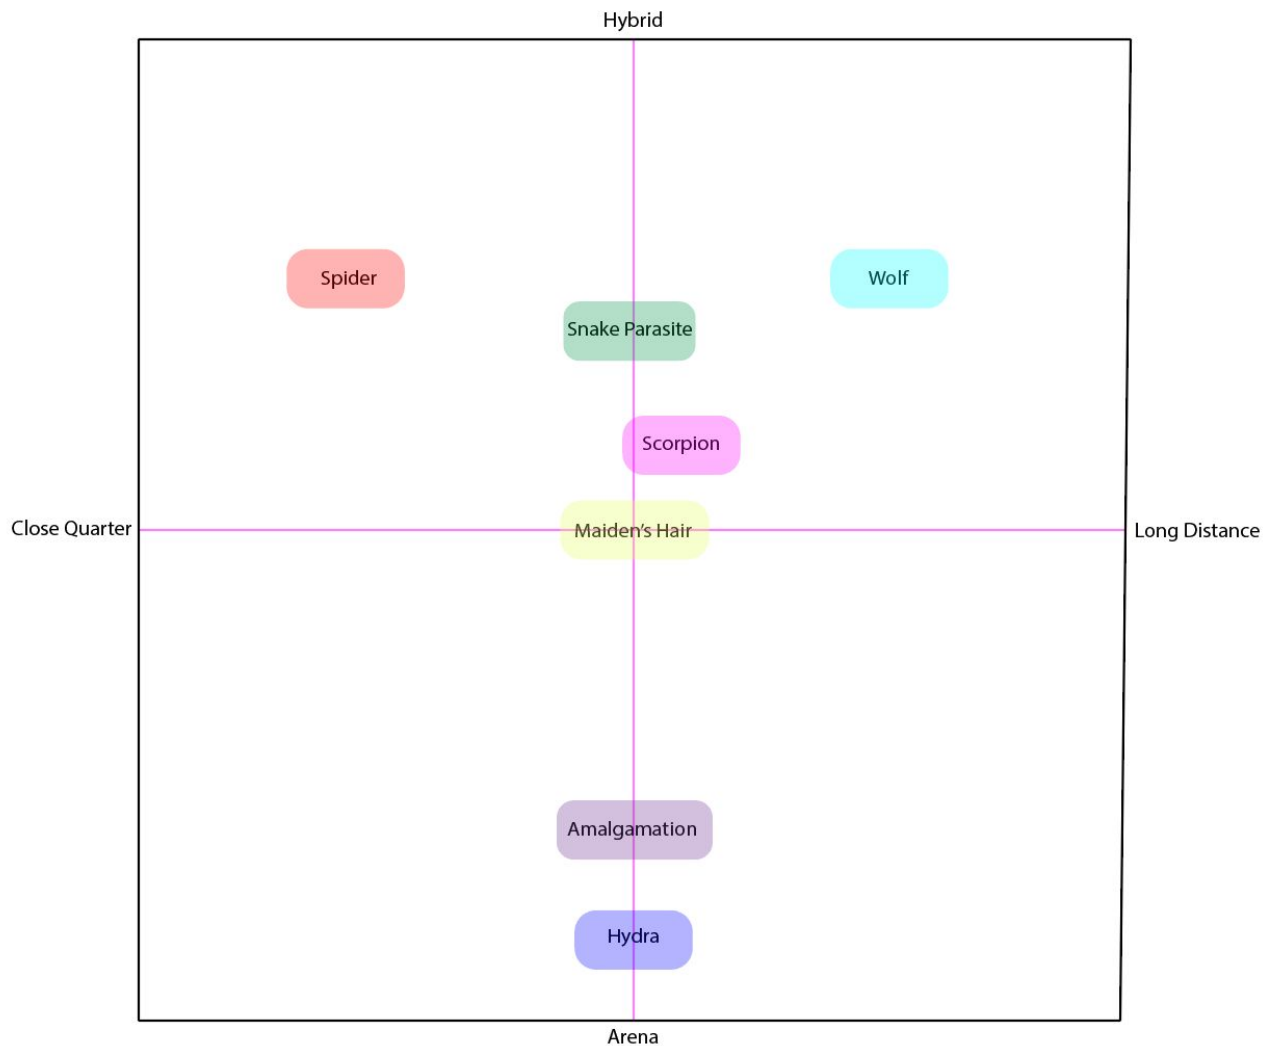 Hybrid
Spider
Wolf
Snake Parasite
Scorpion
Close Quarter
Maiden's Hair
Long Distance
Amalgamation
Hydra
Arena